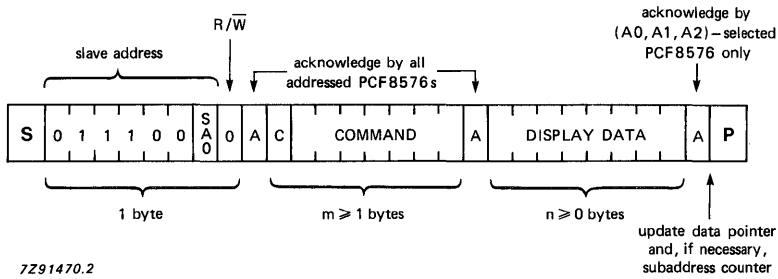 acknowledge by
(A0, A1, A2)–selected
PCF8576
only
R/W̅
slave address
acknowledge by all
addressed PCF8576s
S 0 1 1 1 0 0 SA0 0 A C COMMAND A DISPLAY DATA A P
1 byte
m ⩾ 1 bytes
n ⩾ 0 bytes
update data pointer
and, if necessary,
subaddress counter
7Z91470.2